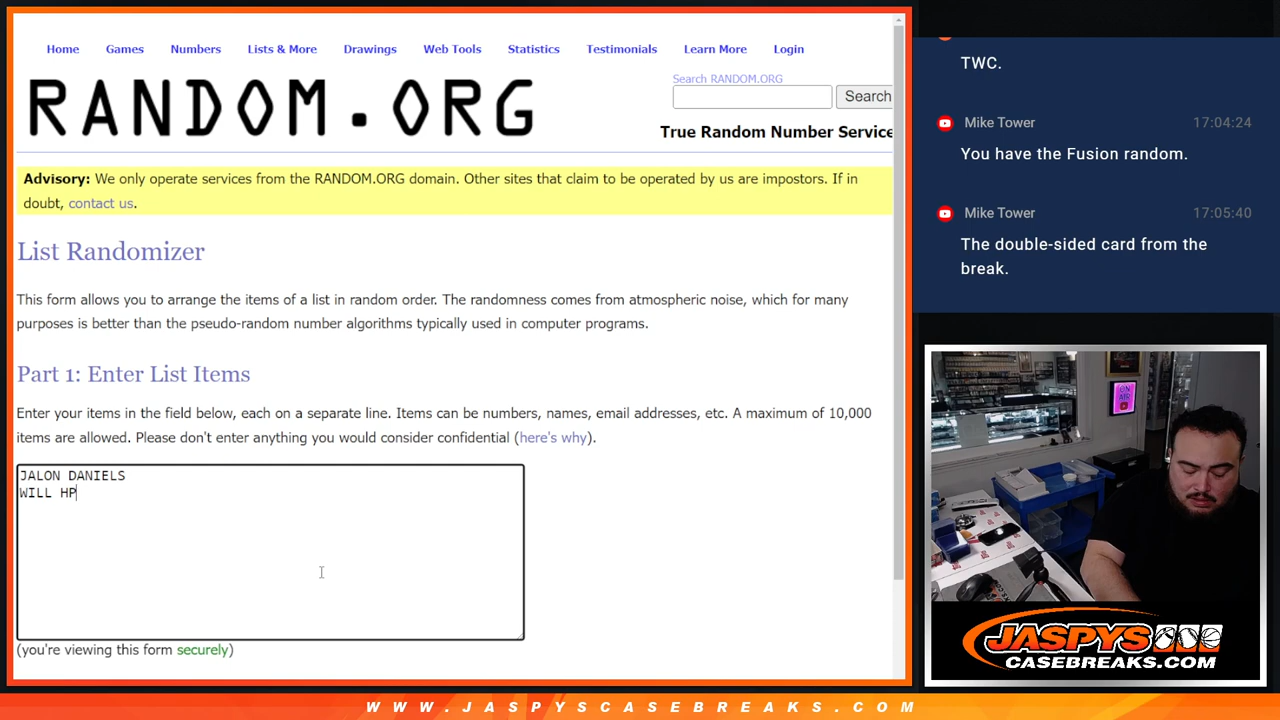 Home Games Numbers Lists & More Drawings Web Tools Statistics Testimonials Learn More Login
RANDOM.ORG
Search RANDOM.ORG
Search
True Random Number Service
Advisory: We only operate services from the RANDOM.ORG domain. Other sites that claim to be operated by us are impostors. If in
doubt, contact us.
List Randomizer
This form allows you to arrange the items of a list in random order. The randomness comes from atmospheric noise, which for many
purposes is better than the pseudo-random number algorithms typically used in computer programs.
Part 1: Enter List Items
Enter your items in the field below, each on a separate line. Items can be numbers, names, email addresses, etc. A maximum of 10,000
items are allowed. Please don't enter anything you would consider confidential (here's why).
JALON DANIELS
WILL HP
(you're viewing this form securely)
TWC.
Mike Tower 17:04:24
You have the Fusion random.
Mike Tower 17:05:40
The double-sided card from the
break.
ON
AIR
JASPYS
CASEBREAKS.COM
WWW.JASPYSCASEBREAKS.COM